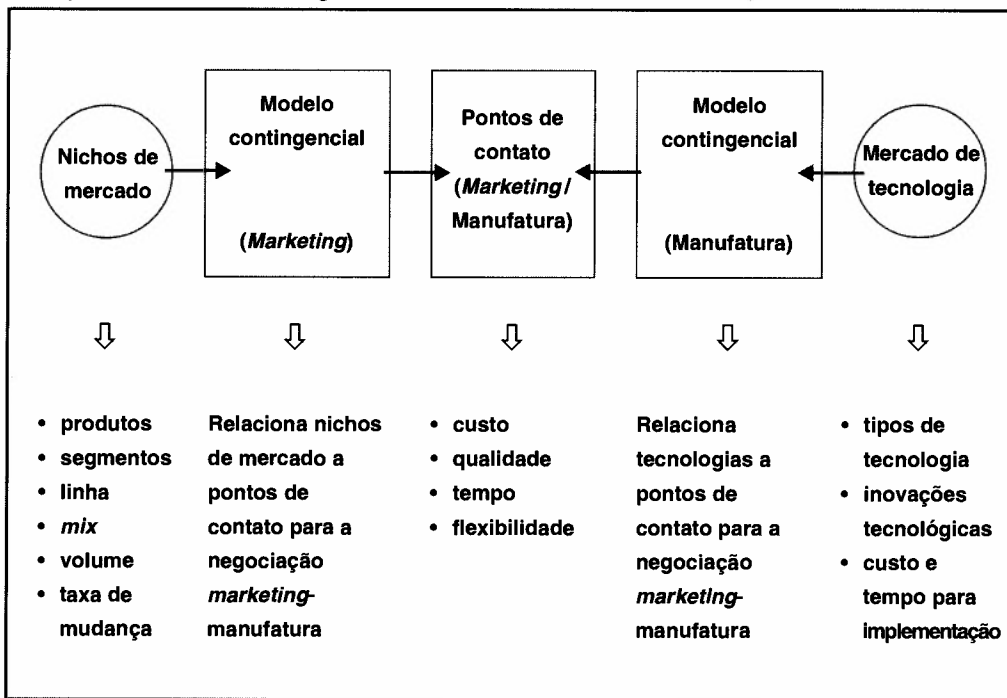 Nichos de
mercado
Modelo
contingencial
(Marketing)
Pontos de
contato
(Marketing/
Manufatura)
Modelo
contingencial
(Manufatura)
Mercado de
tecnologia
• produtos
• segmentos
• linha
• mix
• volume
• taxa de
mudança
Relaciona nichos
de mercado a
pontos de
contato para a
negociação
marketing-
manufatura
• custo
• qualidade
• tempo
• flexibilidade
Relaciona
tecnologias a
pontos de
contato para a
negociação
marketing-
manufatura
• tipos de
tecnologia
• inovações
tecnológicas
• custo e
tempo para
implementação